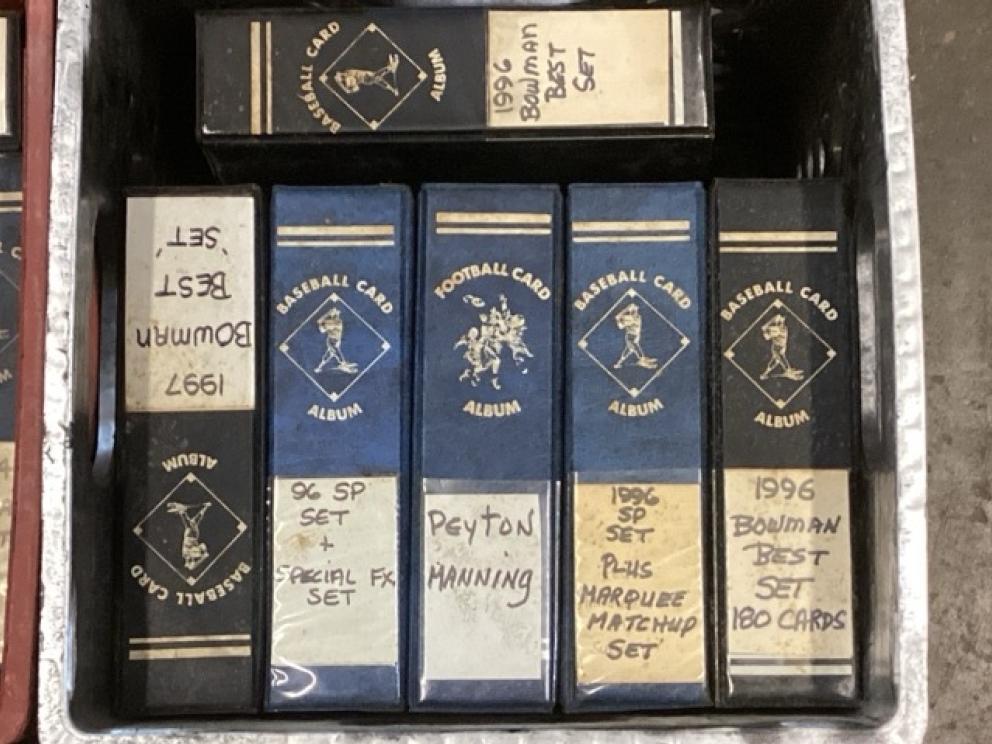 BASEBALL CARD
ALBUM
1996
BOWMAN
BEST
SET
1997
BOWMAN
BEST
'SET'
BASEBALL CARD
ALBUM
BASEBALL CARD
ALBUM
96 SP
SET
+
SPECIAL FX
SET
FOOTBALL CARD
ALBUM
PEYTON
MANNING
BASEBALL CARD
ALBUM
1996
SP
SET
PLUS
MARQUEE
MATCHUP
SET
BASEBALL CARD
ALBUM
1996
BOWMAN
BEST
SET
180 CARDS